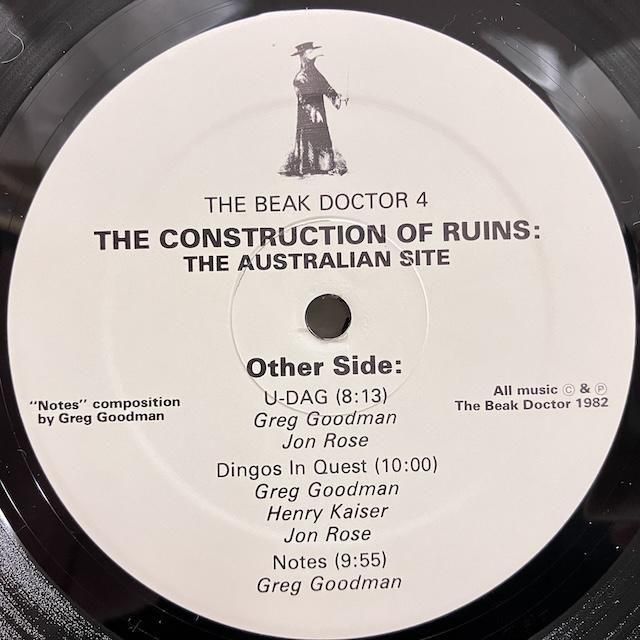 THE BEAK DOCTOR 4
THE CONSTRUCTION OF RUINS:
THE AUSTRALIAN SITE
Other Side:
U-DAG (8:13)
Greg Goodman
Jon Rose
Dingos In Quest (10:00)
Greg Goodman
Henry Kaiser
Jon Rose
Notes (9:55)
Greg Goodman
"Notes" composition
by Greg Goodman
All music © & ℗
The Beak Doctor 1982